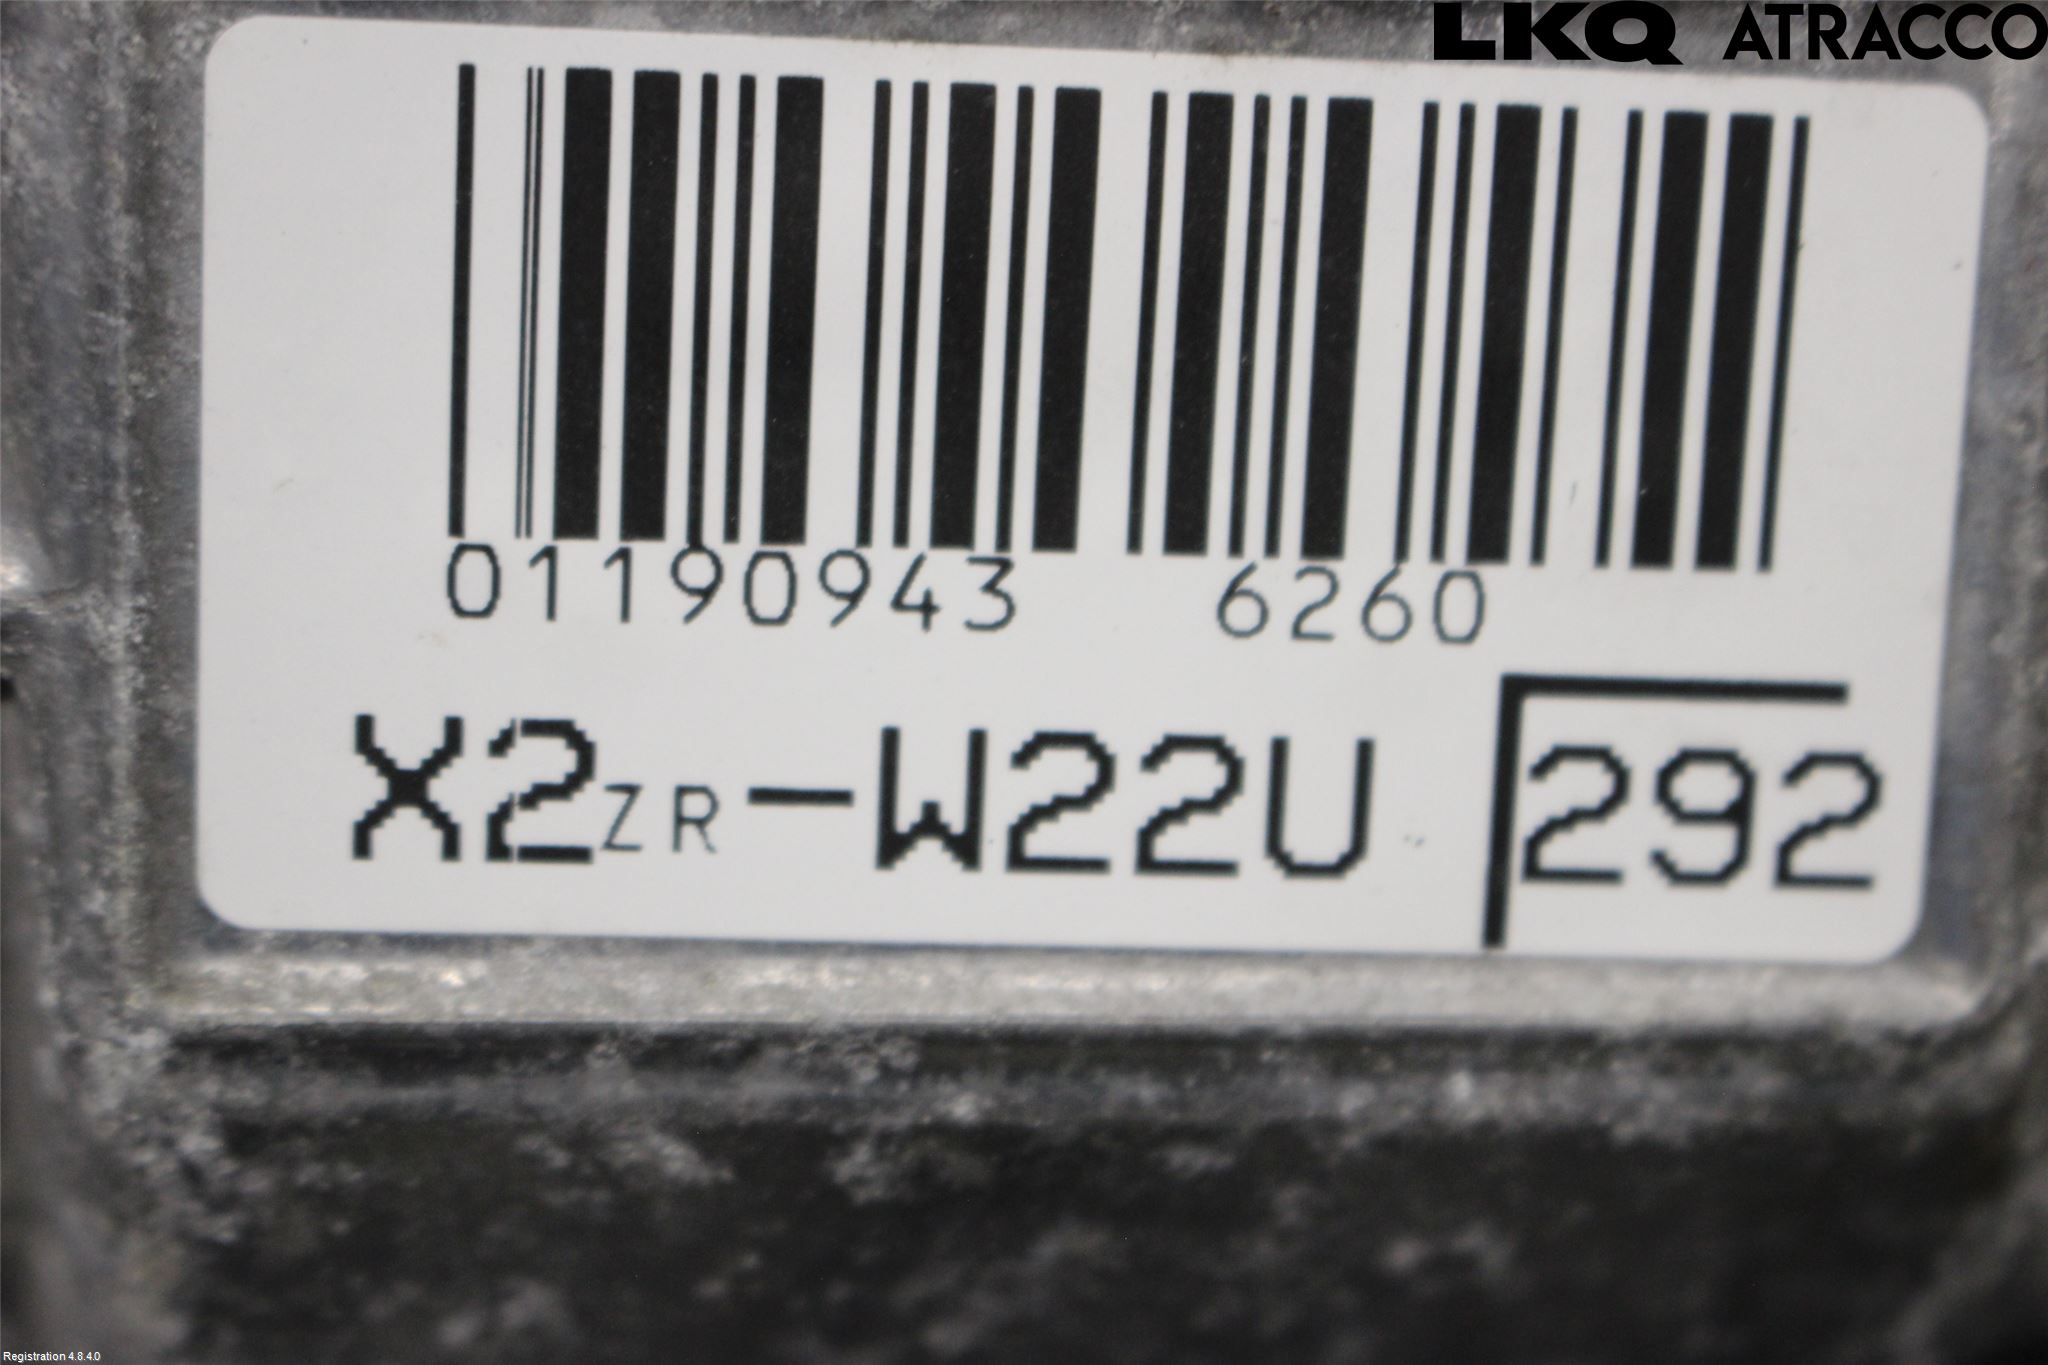 LKQ ATRACCO
01190943 6260
X2ZR-W22U 292
Registration 4.8.4.0